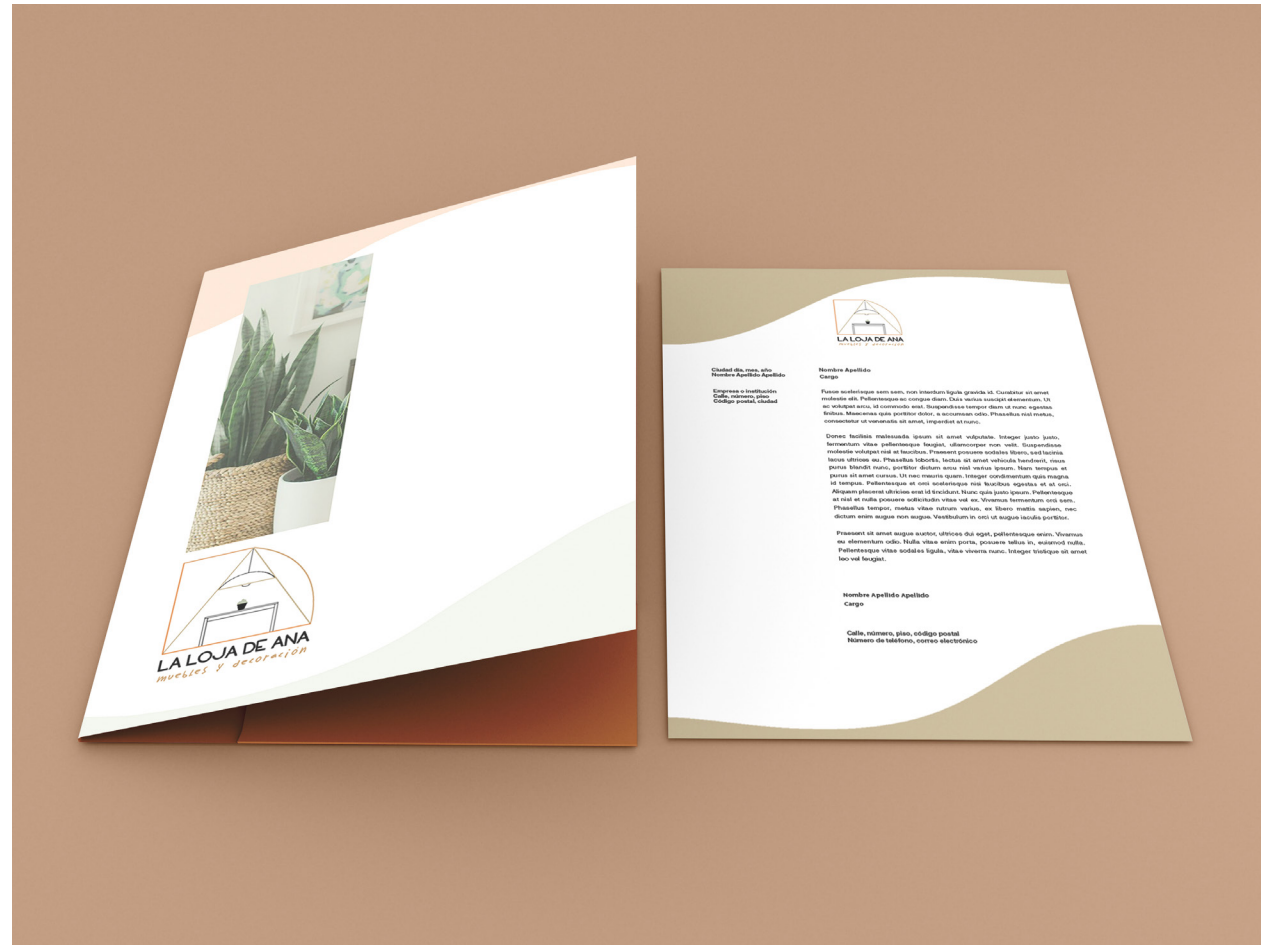 LA LOJA DE ANA
muebles y decoración
LA LOJA DE ANA
muebles y decoración
Ciudad día, mes, año
Nombre Apellido Apellido
Empresa o institución
Calle, número, piso
Código postal, ciudad
Nombre Apellido
Cargo
Fusce scelerisque sem sem, non interdum ligula gravida id. Curabitur sit amet
molestie elit. Pellentesque ac congue diam. Duis varius suscipit elementum. Ut
ac volutpat arcu, id commodo erat. Suspendisse tempor diam ut nunc egestas
finibus. Maecenas quis porttitor dolor, a accumsan odio. Phasellus nisl metus,
consectetur ut venenatis sit amet, imperdiet at nunc.
Donec facilisis malesuada ipsum sit amet vulputate. Integer justo justo,
fermentum vitae pellentesque feugiat, ullamcorper non velit. Suspendisse
molestie volutpat nisl at faucibus. Praesent posuere sodales libero, sed lacinia
lacus ultrices eu. Phasellus lobortis, lectus sit amet vehicula hendrerit, risus
purus blandit nunc, porttitor dictum arcu nisl varius ipsum. Nam tempus et
purus sit amet cursus. Ut nec mauris quam. Integer condimentum quis magna
id tempus. Pellentesque et orci scelerisque nisi faucibus egestas et at orci.
Aliquam placerat ultricies erat id tincidunt. Nunc quis justo ipsum. Pellentesque
at nisl et nulla posuere sollicitudin vitae vel ex. Vivamus fermentum orci sem.
Phasellus tempor, metus vitae rutrum varius, ex libero mattis sapien, nec
dictum enim augue non augue. Vestibulum in orci ut augue iaculis porttitor.
Praesent sit amet augue auctor, ultrices dui eget, pellentesque enim. Vivamus
eu elementum odio. Nulla vitae enim porta, posuere tellus in, euismod nulla.
Pellentesque vitae sodales ligula, vitae viverra nunc. Integer tristique sit amet
leo vel feugiat.
Nombre Apellido Apellido
Cargo
Calle, número, piso, código postal
Número de teléfono, correo electrónico